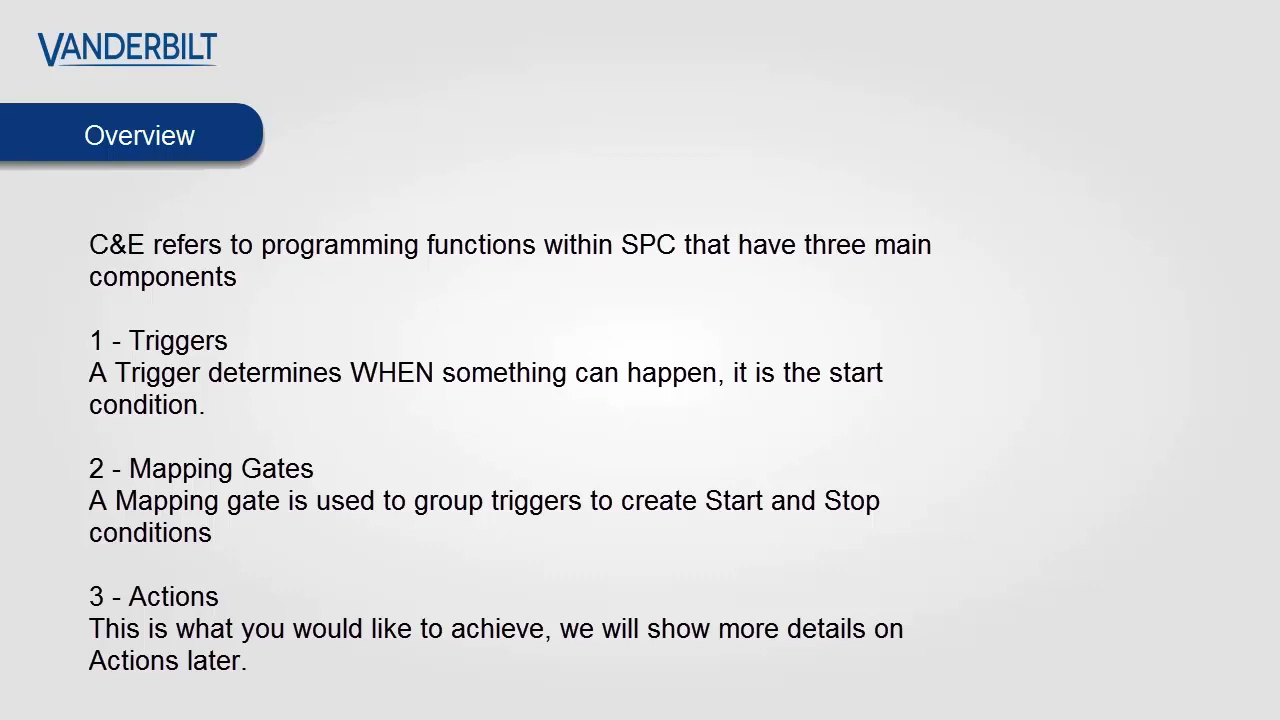 VANDERBILT
Overview
C&E refers to programming functions within SPC that have three main
components
1 - Triggers
A Trigger determines WHEN something can happen, it is the start
condition.
2 - Mapping Gates
A Mapping gate is used to group triggers to create Start and Stop
conditions
3 - Actions
This is what you would like to achieve, we will show more details on
Actions later.